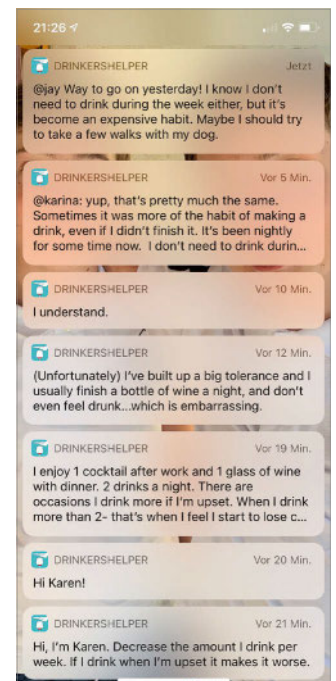 21:26
DRINKERSHELPER Jetzt
@jay Way to go on yesterday! I know I don't
need to drink during the week either, but it's
become an expensive habit. Maybe I should try
to take a few walks with my dog.
DRINKERSHELPER Vor 5 Min.
@karina: yup, that's pretty much the same.
Sometimes it was more of the habit of making a
drink, even if I didn't finish it. It's been nightly
for some time now. I don't need to drink durin...
DRINKERSHELPER Vor 10 Min.
I understand.
DRINKERSHELPER Vor 12 Min.
(Unfortunately) I've built up a big tolerance and I
usually finish a bottle of wine a night, and don't
even feel drunk...which is embarrassing.
DRINKERSHELPER Vor 19 Min.
I enjoy 1 cocktail after work and 1 glass of wine
with dinner. 2 drinks a night. There are
occasions I drink more if I'm upset. When I drink
more than 2- that's when I feel I start to lose c...
DRINKERSHELPER Vor 20 Min.
Hi Karen!
DRINKERSHELPER Vor 21 Min.
Hi, I'm Karen. Decrease the amount I drink per
week. If I drink when I'm upset it makes it worse.